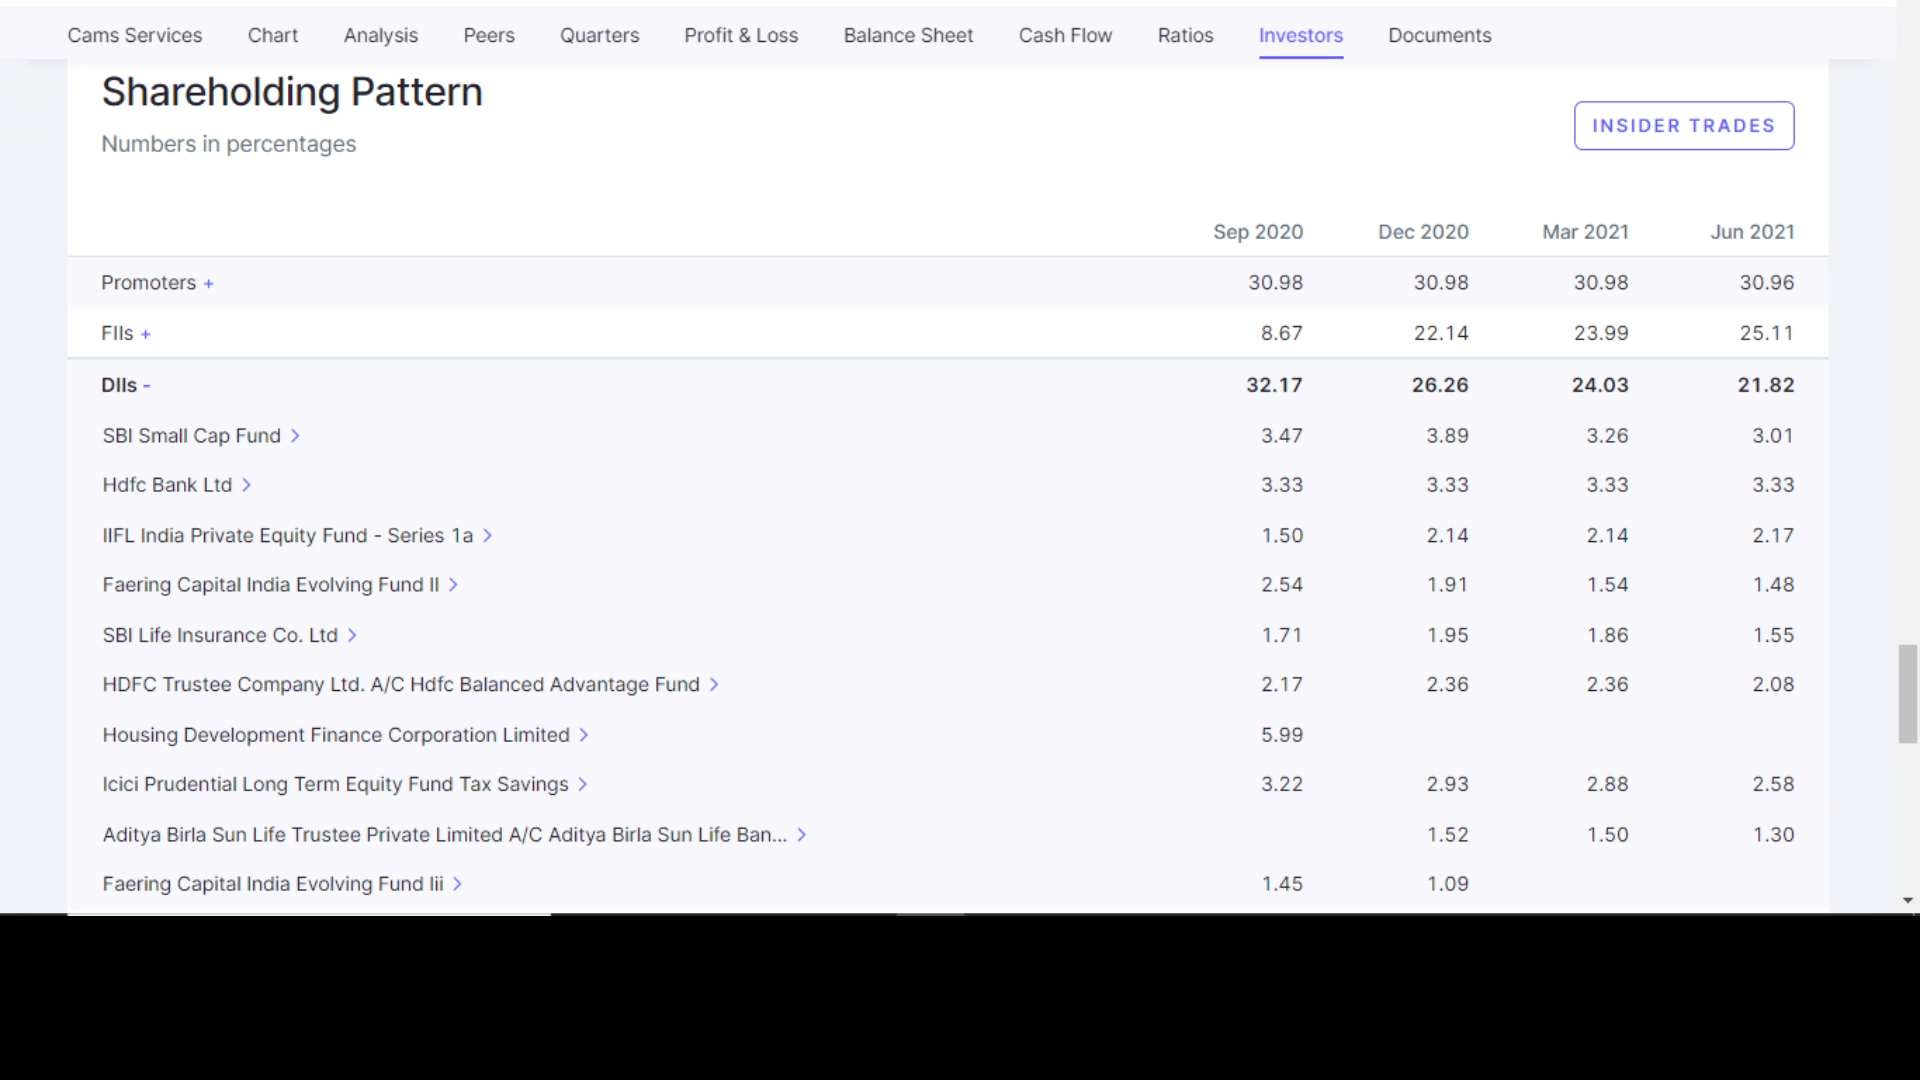 Cams Services Chart Analysis Peers Quarters Profit & Loss Balance Sheet Cash Flow Ratios Investors Documents
Shareholding Pattern
INSIDER TRADES
Numbers in percentages
Sep 2020 Dec 2020 Mar 2021 Jun 2021
Promoters + 30.98 30.98 30.98 30.96
FIIs + 8.67 22.14 23.99 25.11
DIIs - 32.17 26.26 24.03 21.82
SBI Small Cap Fund > 3.47 3.89 3.26 3.01
Hdfc Bank Ltd > 3.33 3.33 3.33 3.33
IIFL India Private Equity Fund - Series 1a > 1.50 2.14 2.14 2.17
Faering Capital India Evolving Fund II > 2.54 1.91 1.54 1.48
SBI Life Insurance Co. Ltd > 1.71 1.95 1.86 1.55
HDFC Trustee Company Ltd. A/C Hdfc Balanced Advantage Fund > 2.17 2.36 2.36 2.08
Housing Development Finance Corporation Limited > 5.99
Icici Prudential Long Term Equity Fund Tax Savings > 3.22 2.93 2.88 2.58
Aditya Birla Sun Life Trustee Private Limited A/C Aditya Birla Sun Life Ban... > 1.52 1.50 1.30
Faering Capital India Evolving Fund Iii > 1.45 1.09